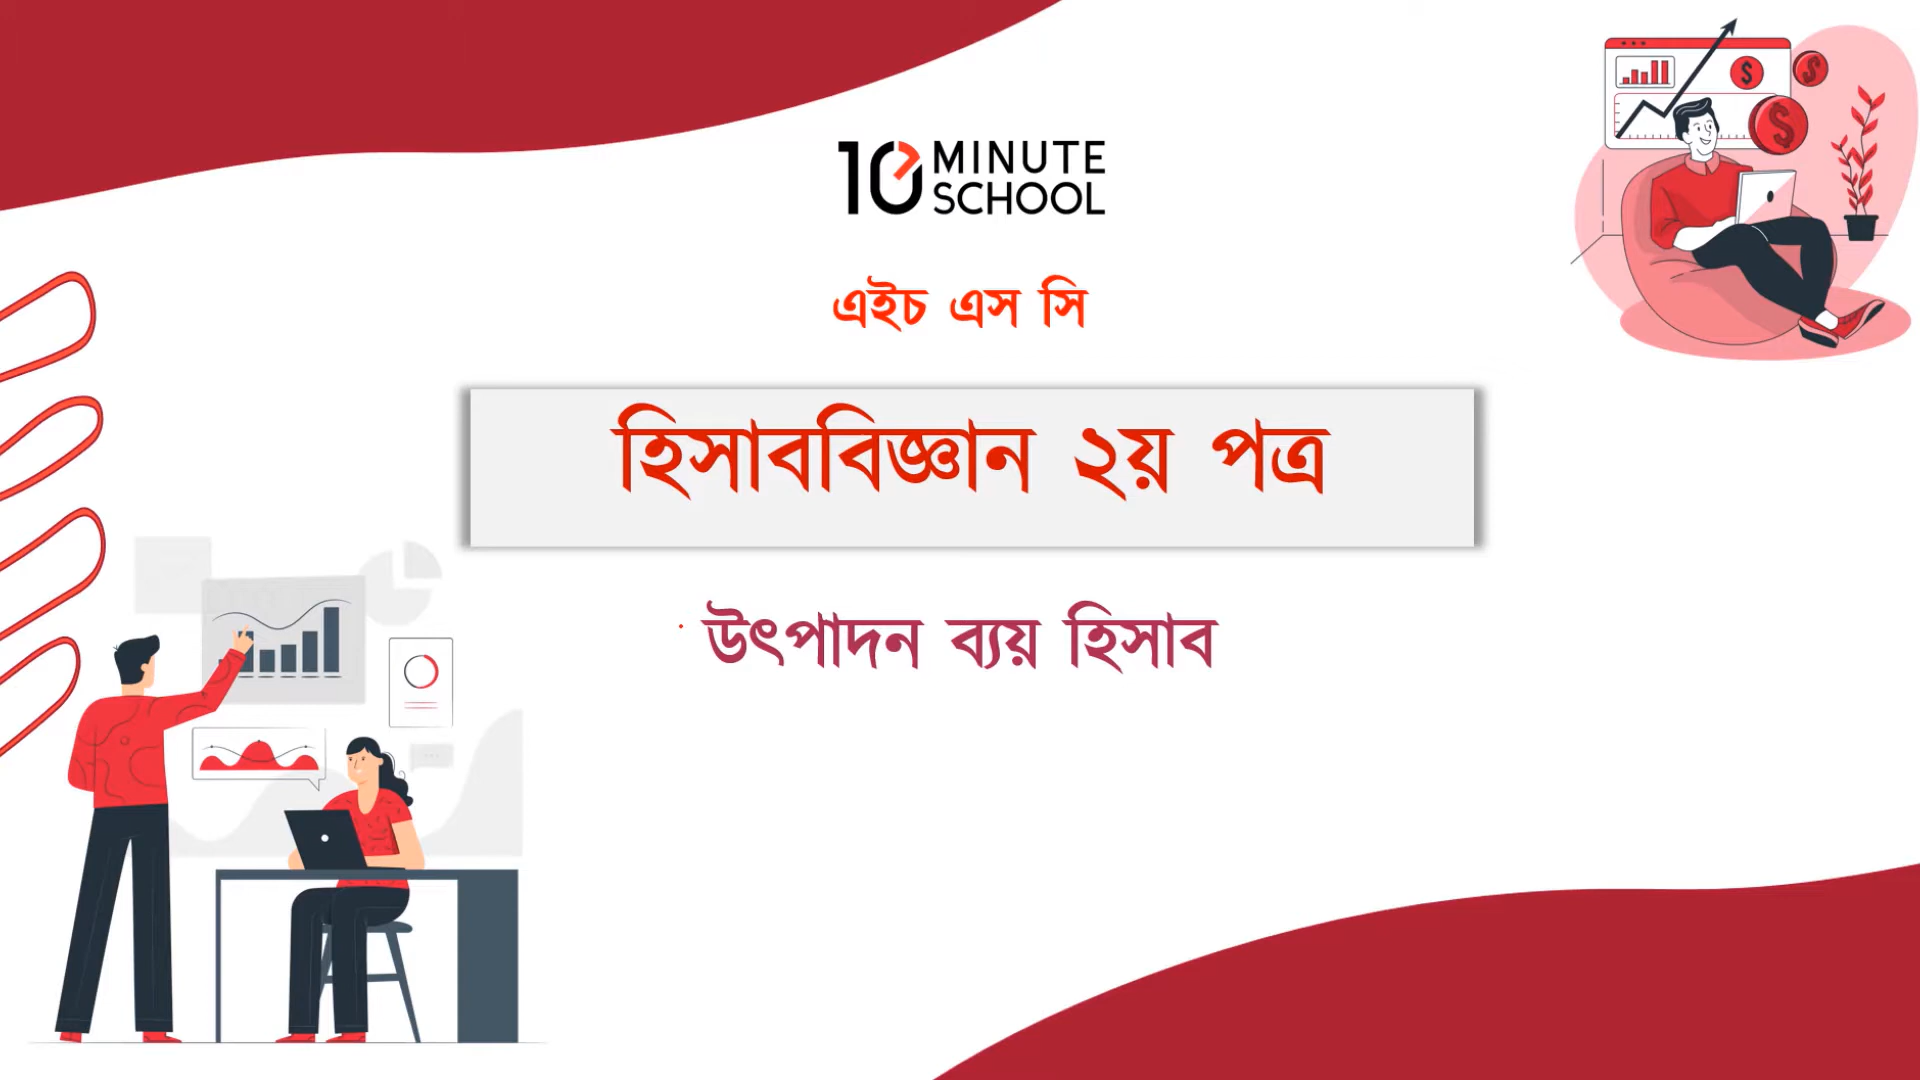 10 MINUTE
SCHOOL
এইচ এস সি
হিসাববিজ্ঞান ২য় পত্র
উৎপাদন ব্যয় হিসাব